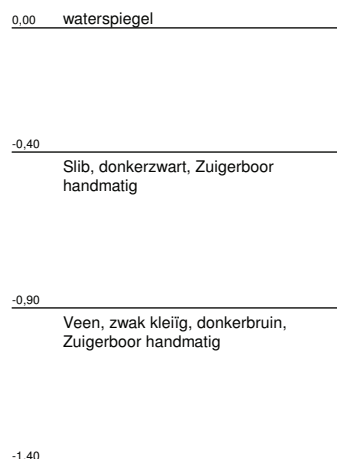 0,00 waterspiegel
-0,40
Slib, donkerzwart, Zuigerboor
handmatig
-0,90
Veen, zwak kleiïg, donkerbruin,
Zuigerboor handmatig
-1,40